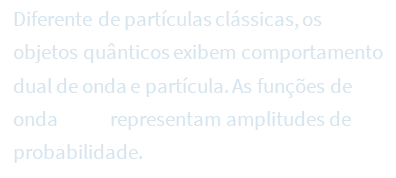 Diferente de partículas clássicas, os
objetos quânticos exibem comportamento
dual de onda e partícula. As funções de
onda representam amplitudes de
probabilidade.